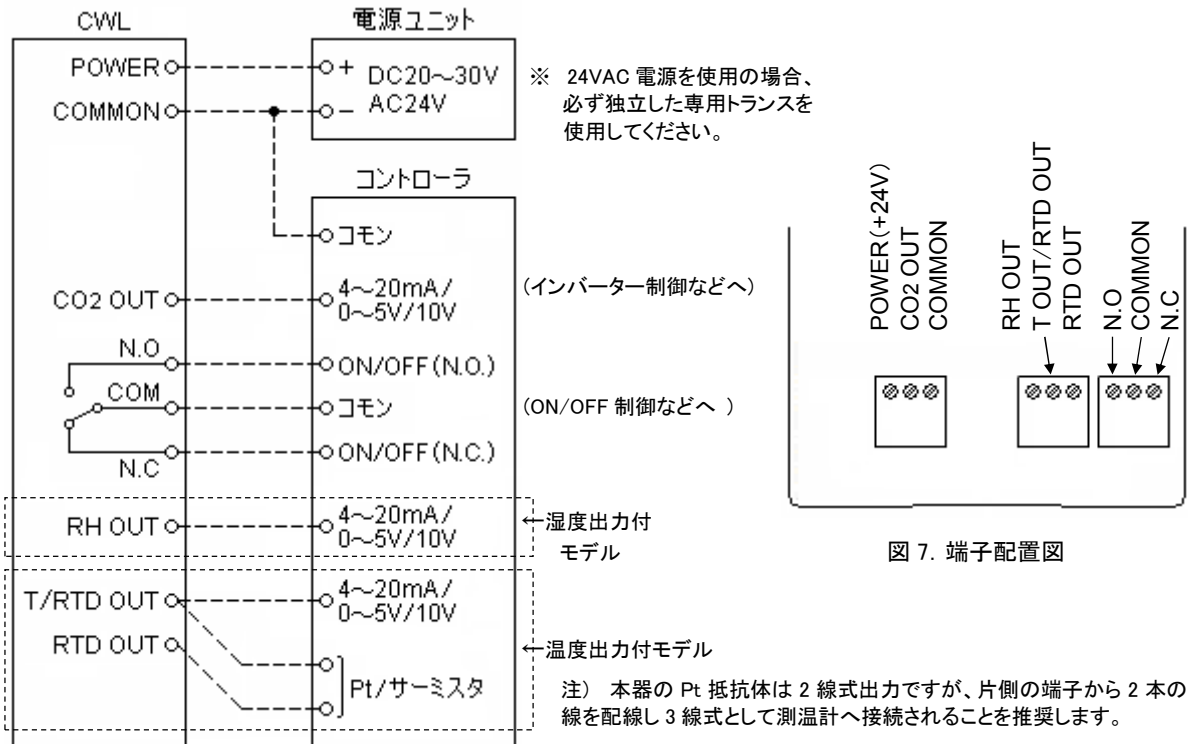 CWL
電源ユニット
POWER
+ DC20～30V
COMMON
- AC24V
※ 24VAC 電源を使用の場合、
必ず独立した専用トランスを
使用してください。
コントローラ
コモン
CO2 OUT
4～20mA/
0～5V/10V
(インバーター制御などへ)
N.O
ON/OFF(N.O.)
COM
コモン
(ON/OFF 制御などへ )
N.C
ON/OFF(N.C.)
RH OUT
4～20mA/
0～5V/10V
←湿度出力付
モデル
T/RTD OUT
4～20mA/
0～5V/10V
RTD OUT
Pt/サーミスタ
←温度出力付モデル
注) 本器の Pt 抵抗体は 2 線式出力ですが、片側の端子から 2 本の
線を配線し 3 線式として測温計へ接続されることを推奨します。
POWER(+24V)
CO2 OUT
COMMON
RH OUT
T OUT/RTD OUT
RTD OUT
N.O
COMMON
N.C
図 7. 端子配置図